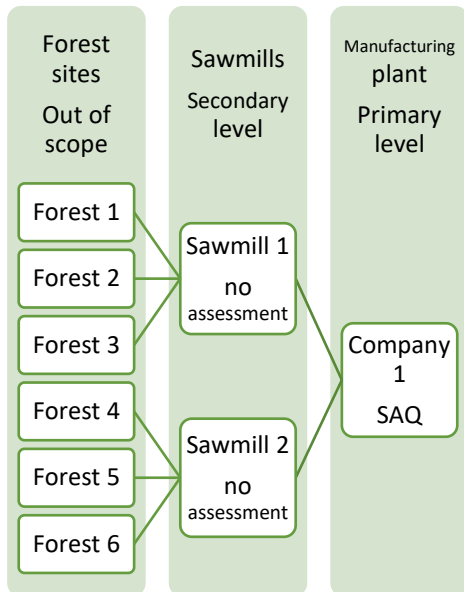 Forest
sites
Out of
scope
Forest 1
Forest 2
Forest 3
Forest 4
Forest 5
Forest 6
Sawmills
Secondary
level
Sawmill 1
no
assessment
Sawmill 2
no
assessment
Manufacturing
plant
Primary
level
Company
1
SAQ